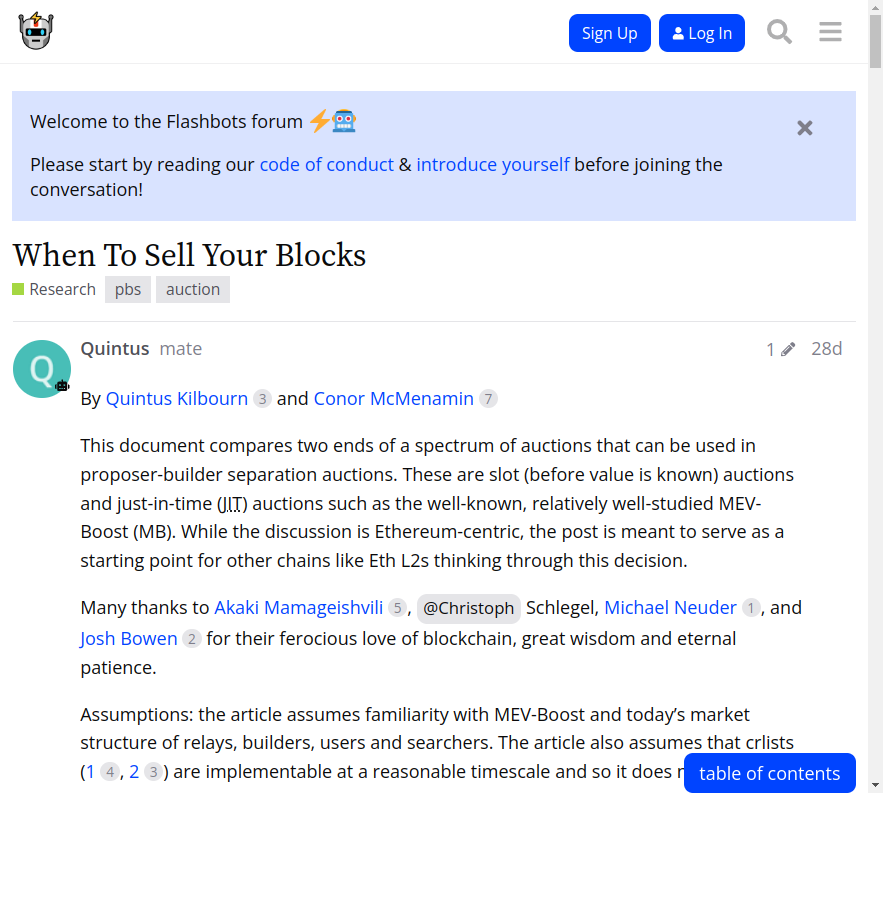 Sign Up
Log In
Welcome to the Flashbots forum
Please start by reading our code of conduct & introduce yourself before joining the
conversation!
When To Sell Your Blocks
Research pbs auction
Quintus mate 1 28d
Q
By Quintus Kilbourn 3 and Conor McMenamin 7
This document compares two ends of a spectrum of auctions that can be used in
proposer-builder separation auctions. These are slot (before value is known) auctions
and just-in-time (JIT) auctions such as the well-known, relatively well-studied MEV-
Boost (MB). While the discussion is Ethereum-centric, the post is meant to serve as a
starting point for other chains like Eth L2s thinking through this decision.
Many thanks to Akaki Mamageishvili 5, @Christoph Schlegel, Michael Neuder 1, and
Josh Bowen 2 for their ferocious love of blockchain, great wisdom and eternal
patience.
Assumptions: the article assumes familiarity with MEV-Boost and today’s market
structure of relays, builders, users and searchers. The article also assumes that crlists
(1 4, 2 3) are implementable at a reasonable timescale and so it does
table of contents